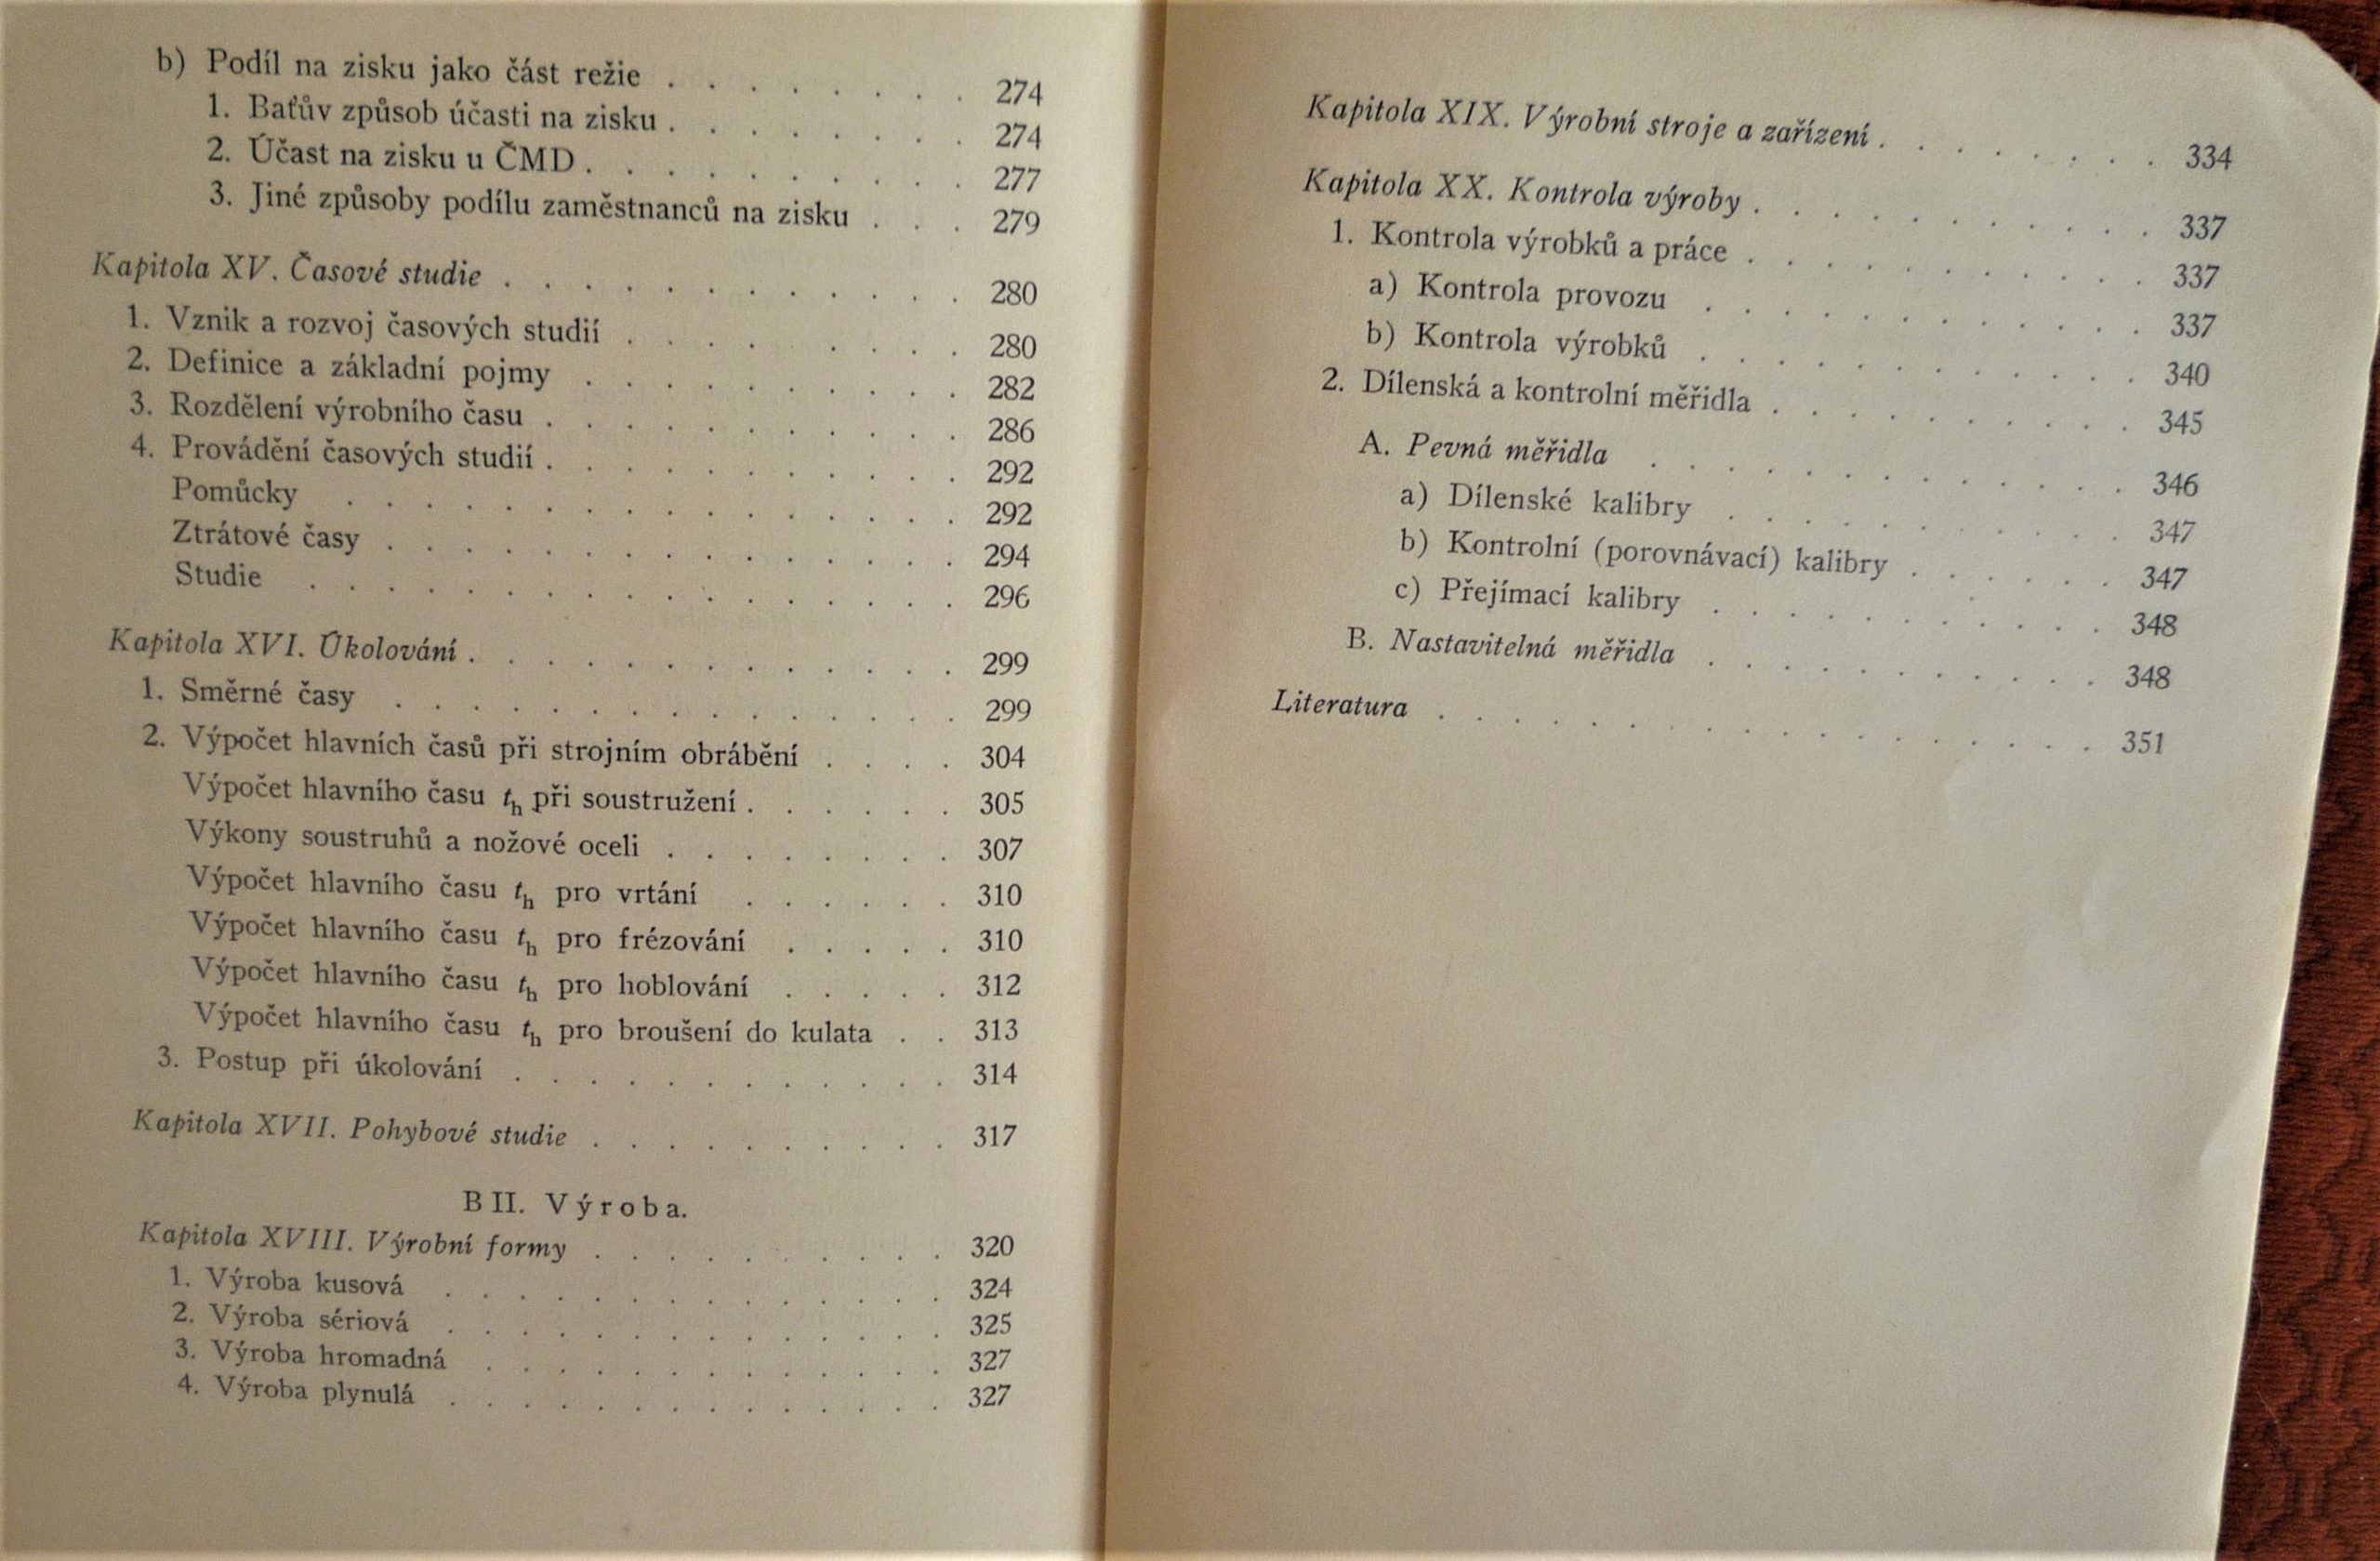 b) Podíl na zisku jako část režie . . . . . . . . 274
1. Baťův způsob účasti na zisku . . . . . . . . 274
2. Účast na zisku u ČMD . . . . . . . . . . 277
3. Jiné způsoby podílu zaměstnanců na zisku . . . 279
Kapitola XV. Časové studie . . . . . . . . . . . . 280
1. Vznik a rozvoj časových studií . . . . . . . . 280
2. Definice a základní pojmy . . . . . . . . . . 282
3. Rozdělení výrobního času . . . . . . . . . . . 286
4. Provádění časových studií . . . . . . . . . . . 292
Pomůcky . . . . . . . . . . . . . . . . 292
Ztrátové časy . . . . . . . . . . . . . . . 294
Studie . . . . . . . . . . . . . . . . . 296
Kapitola XVI. Úkolování . . . . . . . . . . . . . 299
1. Směrné časy . . . . . . . . . . . . . . . 299
2. Výpočet hlavních časů při strojním obrábění . . . . 304
Výpočet hlavního času th při soustružení . . . . . . 305
Výkony soustruhů a nožové oceli . . . . . . . . 307
Výpočet hlavního času th pro vrtání . . . . . . 310
Výpočet hlavního času th pro frézování . . . . . 310
Výpočet hlavního času th pro hoblování . . . . . 312
Výpočet hlavního času th pro broušení do kulata . . 313
3. Postup při úkolování . . . . . . . . . . . . 314
Kapitola XVII. Pohybové studie . . . . . . . . . . 317
B II. Výroba.
Kapitola XVIII. Výrobní formy . . . . . . . . . . 320
1. Výroba kusová . . . . . . . . . . . . . . 324
2. Výroba sériová . . . . . . . . . . . . . . 325
3. Výroba hromadná . . . . . . . . . . . . . 327
4. Výroba plynulá . . . . . . . . . . . . . . 327
Kapitola XIX. Výrobní stroje a zařízení . . . . . . . . 334
Kapitola XX. Kontrola výroby . . . . . . . . . . . 337
1. Kontrola výrobků a práce . . . . . . . . . . . 337
a) Kontrola provozu . . . . . . . . . . . . 337
b) Kontrola výrobků . . . . . . . . . . . . 340
2. Dílenská a kontrolní měřidla . . . . . . . . . . 345
A. Pevná měřidla . . . . . . . . . . . . . 346
a) Dílenské kalibry . . . . . . . . . . . 347
b) Kontrolní (porovnávací) kalibry . . . . . . 347
c) Přejímací kalibry . . . . . . . . . . . 348
B. Nastavitelná měřidla . . . . . . . . . . . 348
Literatura . . . . . . . . . . . . . . . . . . 351